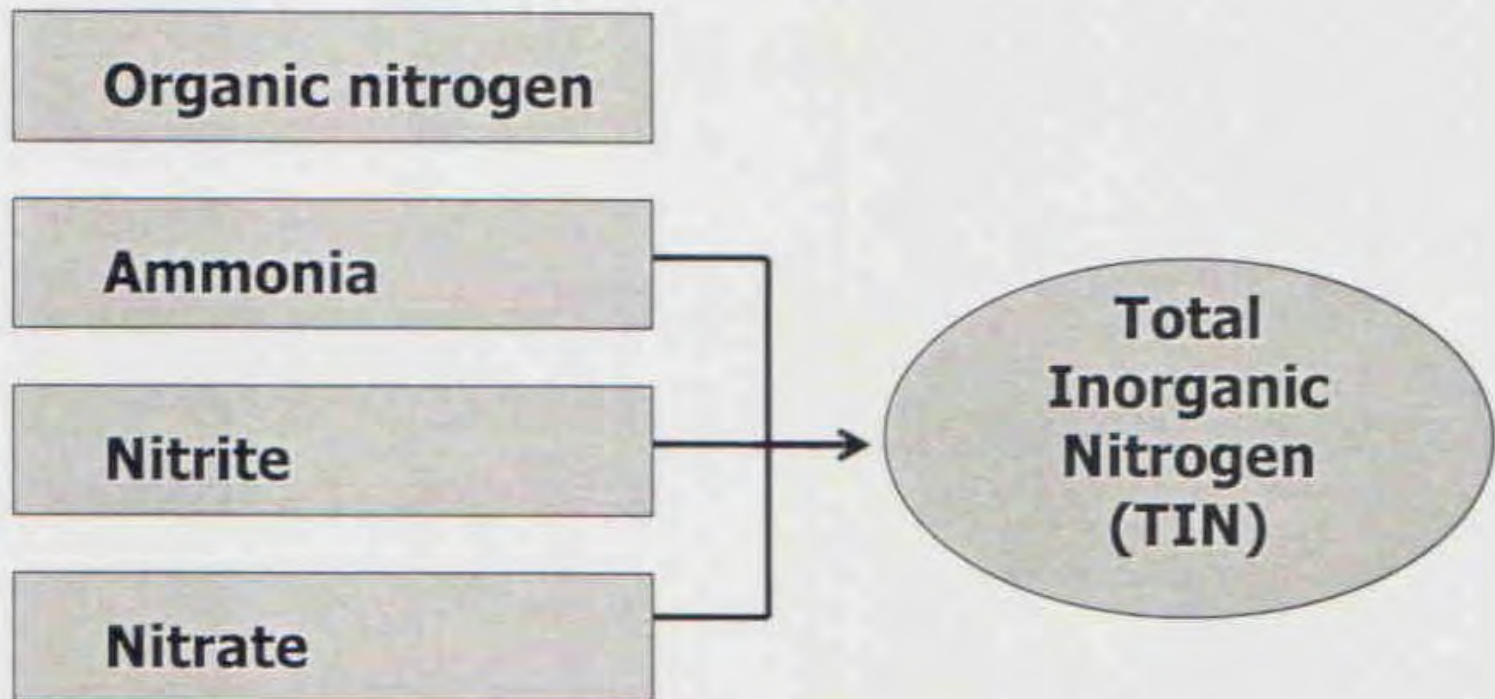 Organic nitrogen
Ammonia
Nitrite
Nitrate
Total
Inorganic
Nitrogen
(TIN)